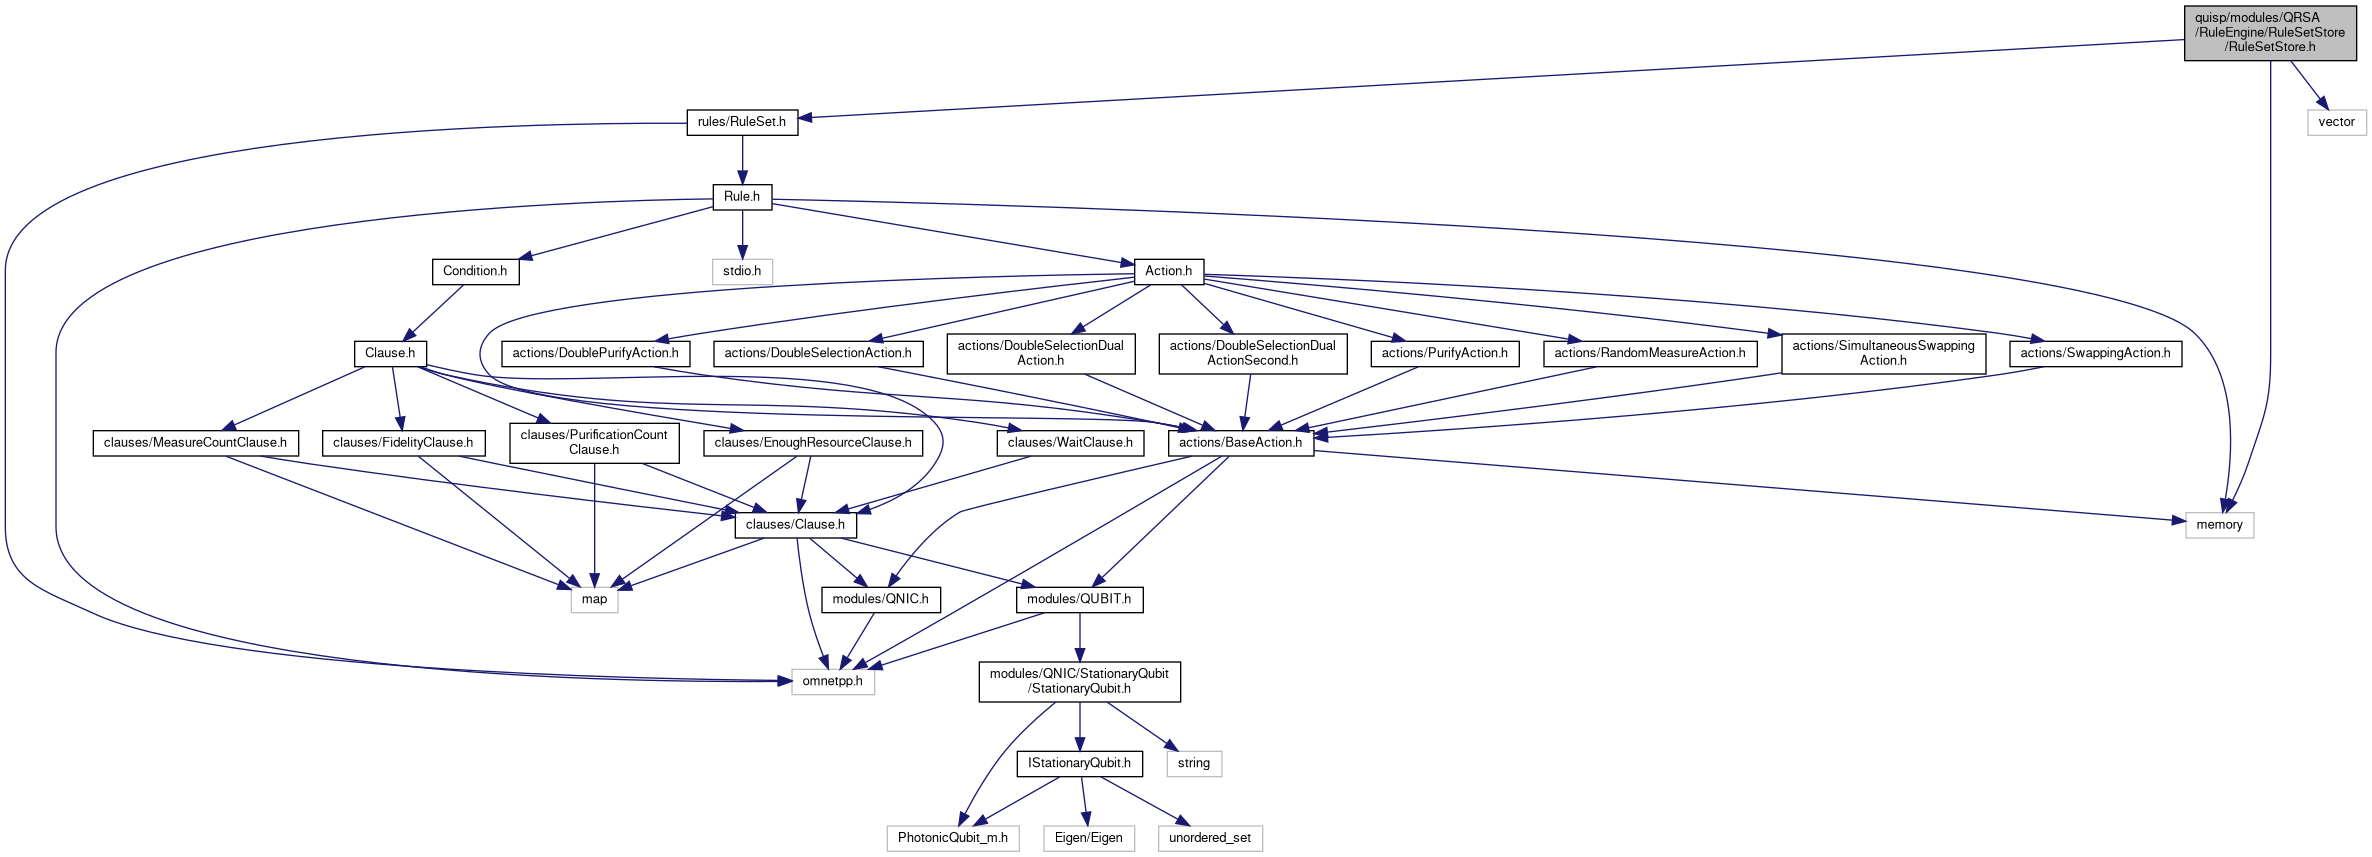 quisp/modules/QRSA
/RuleEngine/RuleSetStore
/RuleSetStore.h
rules/RuleSet.h
vector
Rule.h
Condition.h
stdio.h
Action.h
Clause.h
actions/DoublePurifyAction.h
actions/DoubleSelectionAction.h
actions/DoubleSelectionDual
Action.h
actions/DoubleSelectionDual
ActionSecond.h
actions/PurifyAction.h
actions/RandomMeasureAction.h
actions/SimultaneousSwapping
Action.h
actions/SwappingAction.h
clauses/MeasureCountClause.h
clauses/FidelityClause.h
clauses/PurificationCount
Clause.h
clauses/EnoughResourceClause.h
clauses/WaitClause.h
actions/BaseAction.h
clauses/Clause.h
memory
map
modules/QNIC.h
modules/QUBIT.h
omnetpp.h
modules/QNIC/StationaryQubit
/StationaryQubit.h
IStationaryQubit.h
string
PhotonicQubit_m.h
Eigen/Eigen
unordered_set